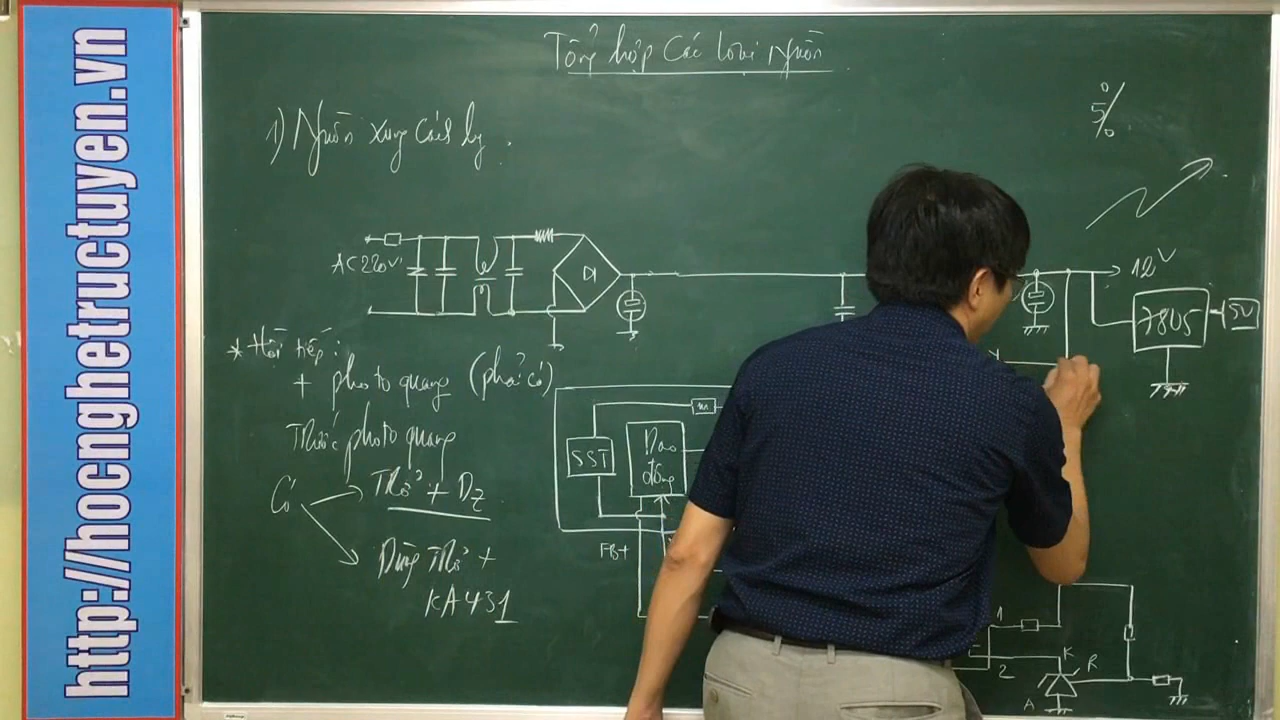 http://hocnghetructuyen.vn
Tổng hợp Các loại Nguồn
5%
1) Nguồn xung Cách ly.
AC 220V
12V
7805
5V
* Hồi tiếp:
+ photo quang (phải có)
Trước photo quang
Có
Trở + DZ
Dùng Trở +
KA431
SST
Dao
động
FB+
1
2
K
R
A